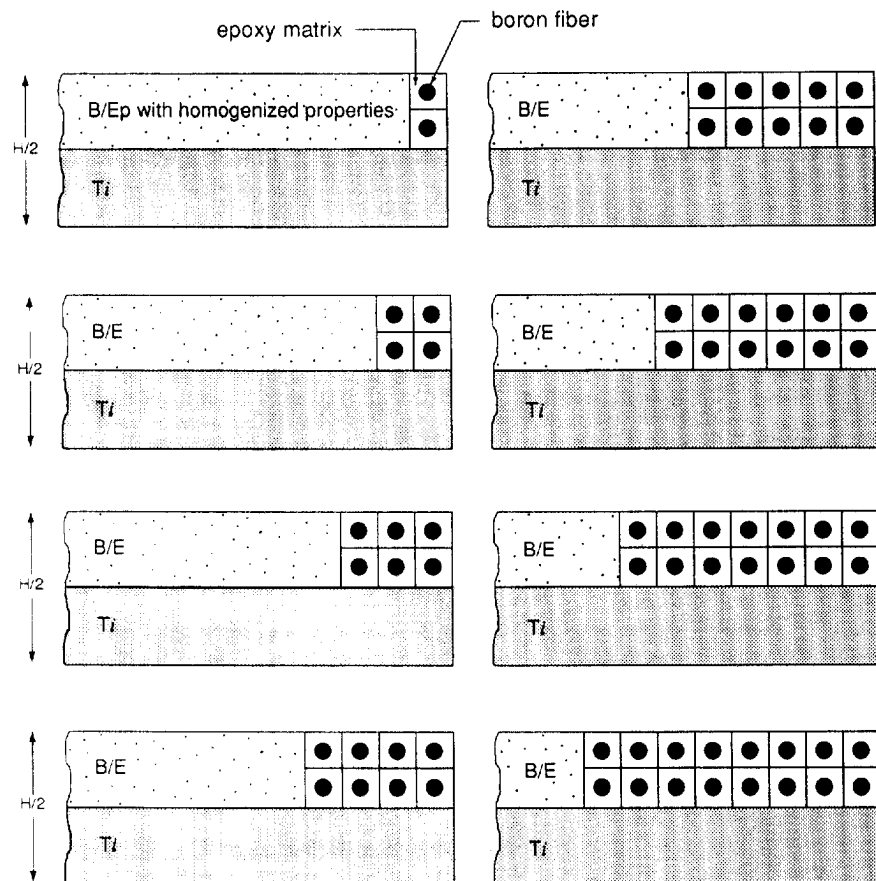 epoxy matrix
boron fiber
H/2
B/Ep with homogenized properties
Ti
B/E
Ti
H/2
B/E
Ti
B/E
Ti
H/2
B/E
Ti
B/E
Ti
H/2
B/E
Ti
B/E
Ti